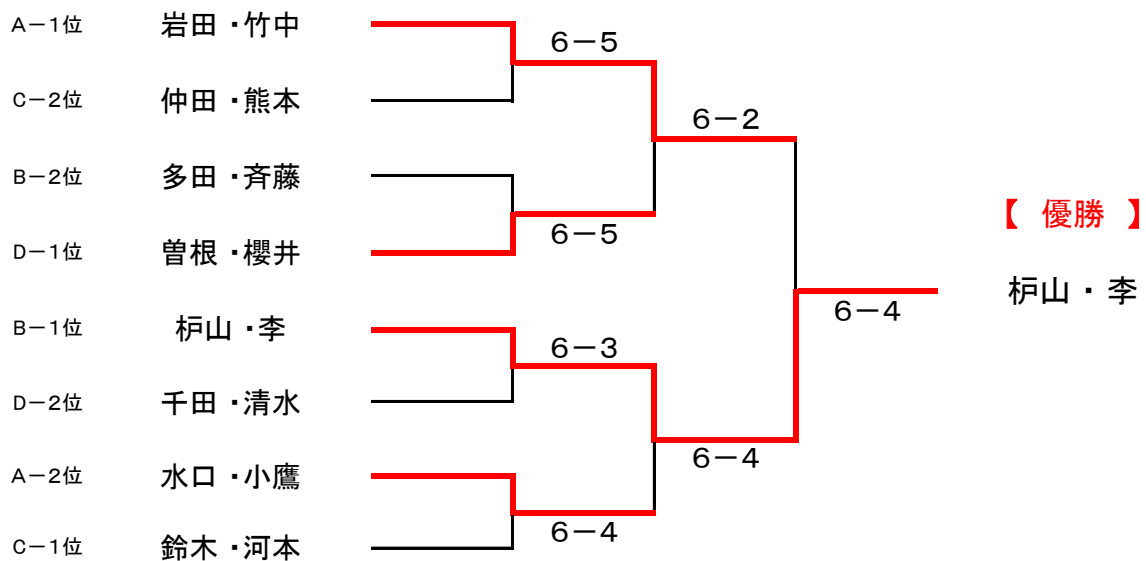 A－1位 岩田 ・竹中
6－5
C－2位 仲田 ・熊本
6－2
B－2位 多田 ・斉藤
【 優勝 】
6－5
D－1位 曽根 ・櫻井
枦山 ・ 李
6－4
B－1位 枦山 ・李
6－3
D－2位 千田 ・清水
6－4
A－2位 水口 ・小鷹
6－4
C－1位 鈴木 ・河本